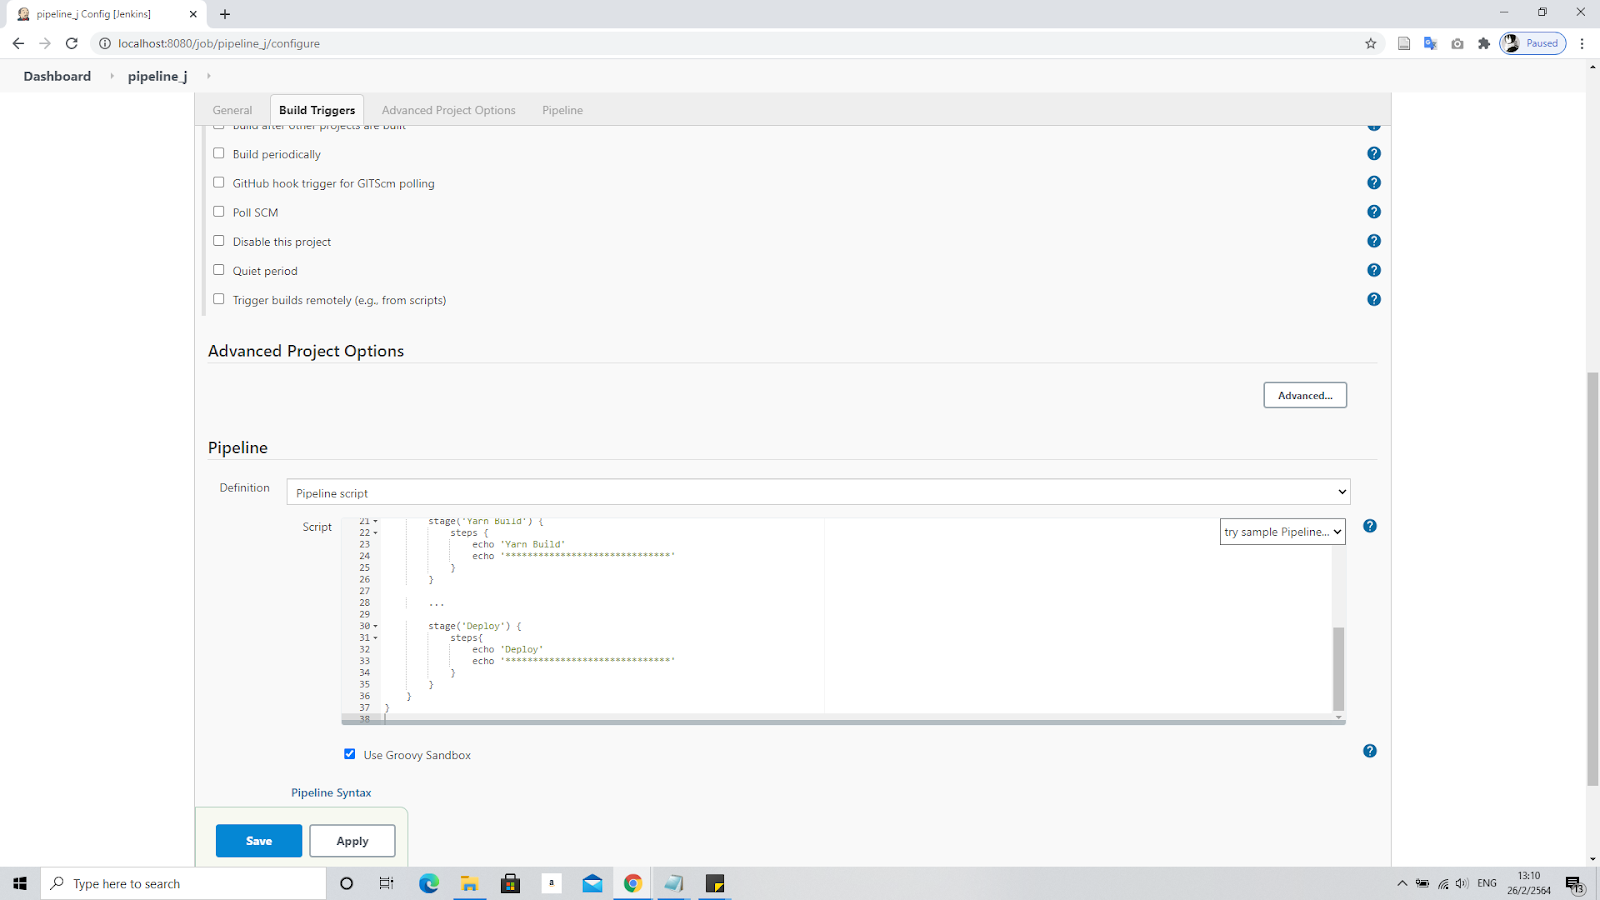 pipeline_j Config [Jenkins]
localhost:8080/job/pipeline_j/configure
Paused
Dashboard
pipeline_j
General
Build Triggers
Advanced Project Options
Pipeline
Build after other projects are built
Build periodically
GitHub hook trigger for GITScm polling
Poll SCM
Disable this project
Quiet period
Trigger builds remotely (e.g., from scripts)
Advanced Project Options
Advanced...
Pipeline
Definition
Pipeline script
Script
try sample Pipeline...
21 stage('Yarn Build') {
22 steps {
23 echo 'Yarn Build'
24 echo '******************************'
25 }
26 }
27
28 ...
29
30 stage('Deploy') {
31 steps{
32 echo 'Deploy'
33 echo '******************************'
34 }
35 }
36 }
37 }
38
Use Groovy Sandbox
Pipeline Syntax
Save
Apply
Type here to search
a
ENG
13:10
26/2/2564
13